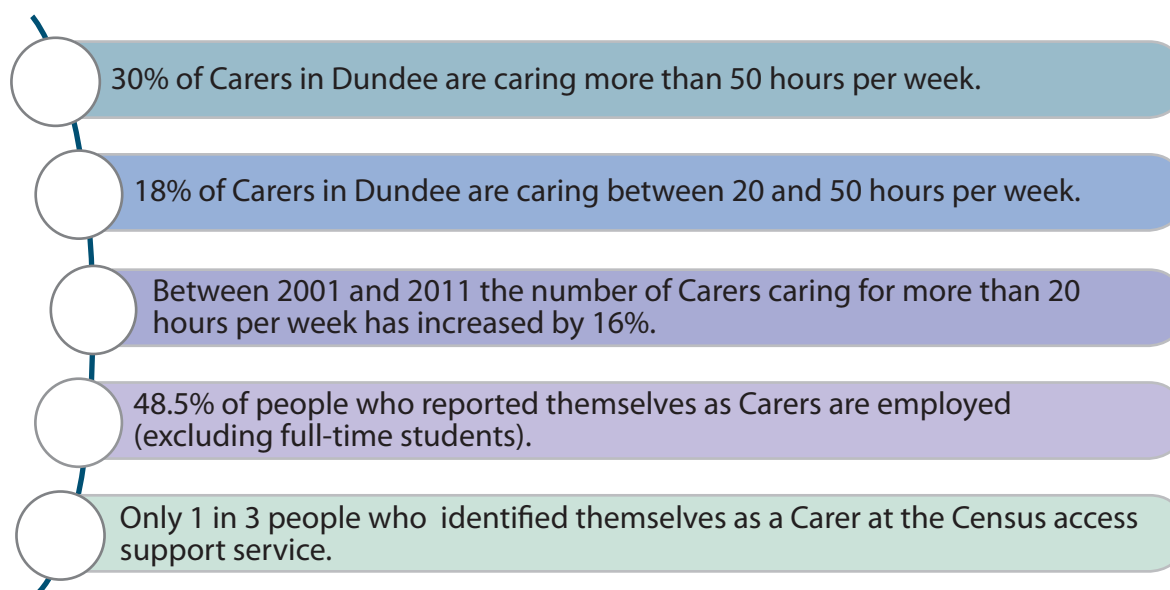 30% of Carers in Dundee are caring more than 50 hours per week.
18% of Carers in Dundee are caring between 20 and 50 hours per week.
Between 2001 and 2011 the number of Carers caring for more than 20
hours per week has increased by 16%.
48.5% of people who reported themselves as Carers are employed
(excluding full-time students).
Only 1 in 3 people who  identified themselves as a Carer at the Census access
support service.